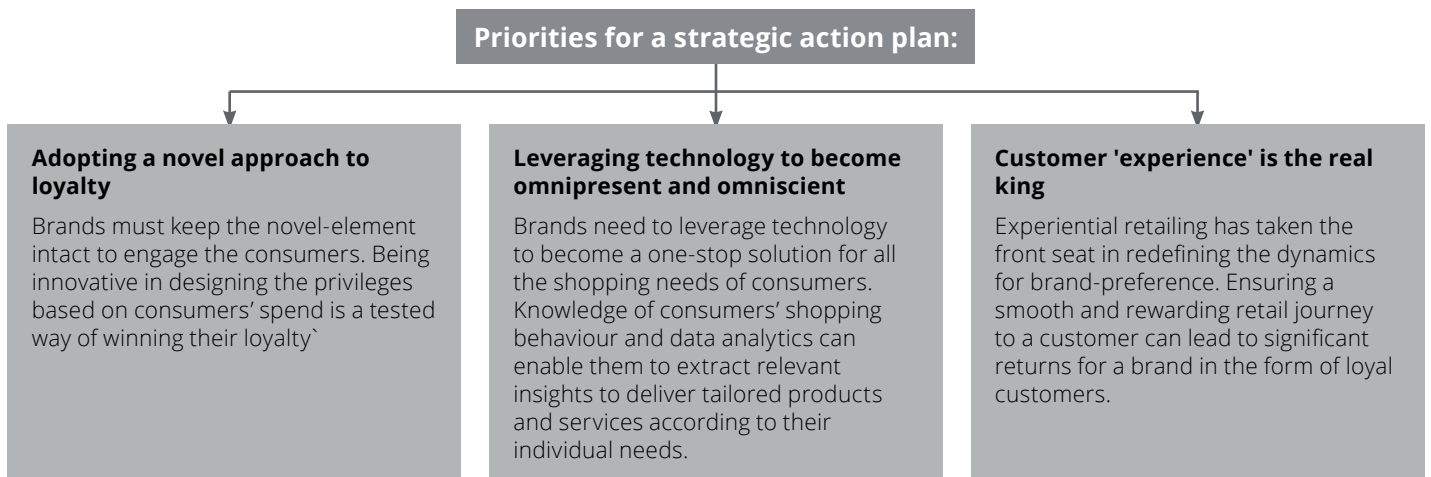 Priorities for a strategic action plan:
Adopting a novel approach to
loyalty
Brands must keep the novel-element
intact to engage the consumers. Being
innovative in designing the privileges
based on consumers’ spend is a tested
way of winning their loyalty`
Leveraging technology to become
omnipresent and omniscient
Brands need to leverage technology
to become a one-stop solution for all
the shopping needs of consumers.
Knowledge of consumers’ shopping
behaviour and data analytics can
enable them to extract relevant
insights to deliver tailored products
and services according to their
individual needs.
Customer 'experience' is the real
king
Experiential retailing has taken the
front seat in redefining the dynamics
for brand-preference. Ensuring a
smooth and rewarding retail journey
to a customer can lead to significant
returns for a brand in the form of loyal
customers.